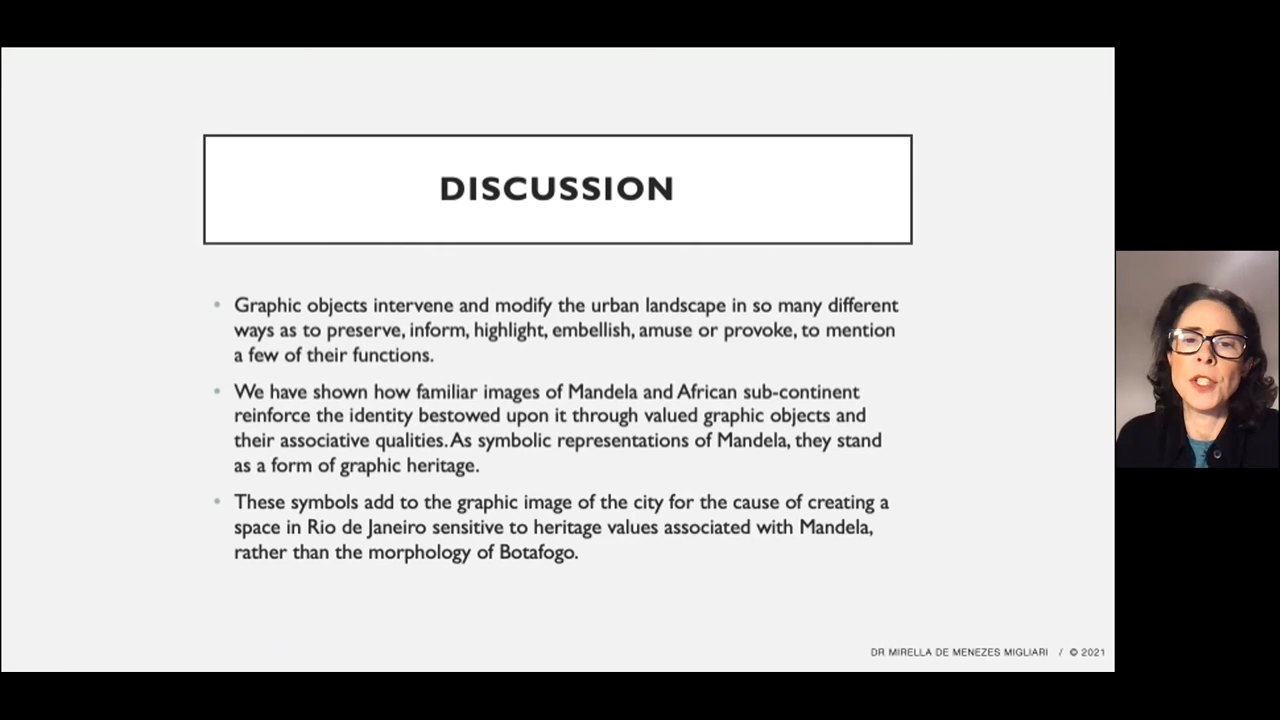 DISCUSSION
• Graphic objects intervene and modify the urban landscape in so many different
ways as to preserve, inform, highlight, embellish, amuse or provoke, to mention
a few of their functions.
• We have shown how familiar images of Mandela and African sub-continent
reinforce the identity bestowed upon it through valued graphic objects and
their associative qualities. As symbolic representations of Mandela, they stand
as a form of graphic heritage.
• These symbols add to the graphic image of the city for the cause of creating a
space in Rio de Janeiro sensitive to heritage values associated with Mandela,
rather than the morphology of Botafogo.
DR MIRELLA DE MENEZES MIGLIARI / © 2021